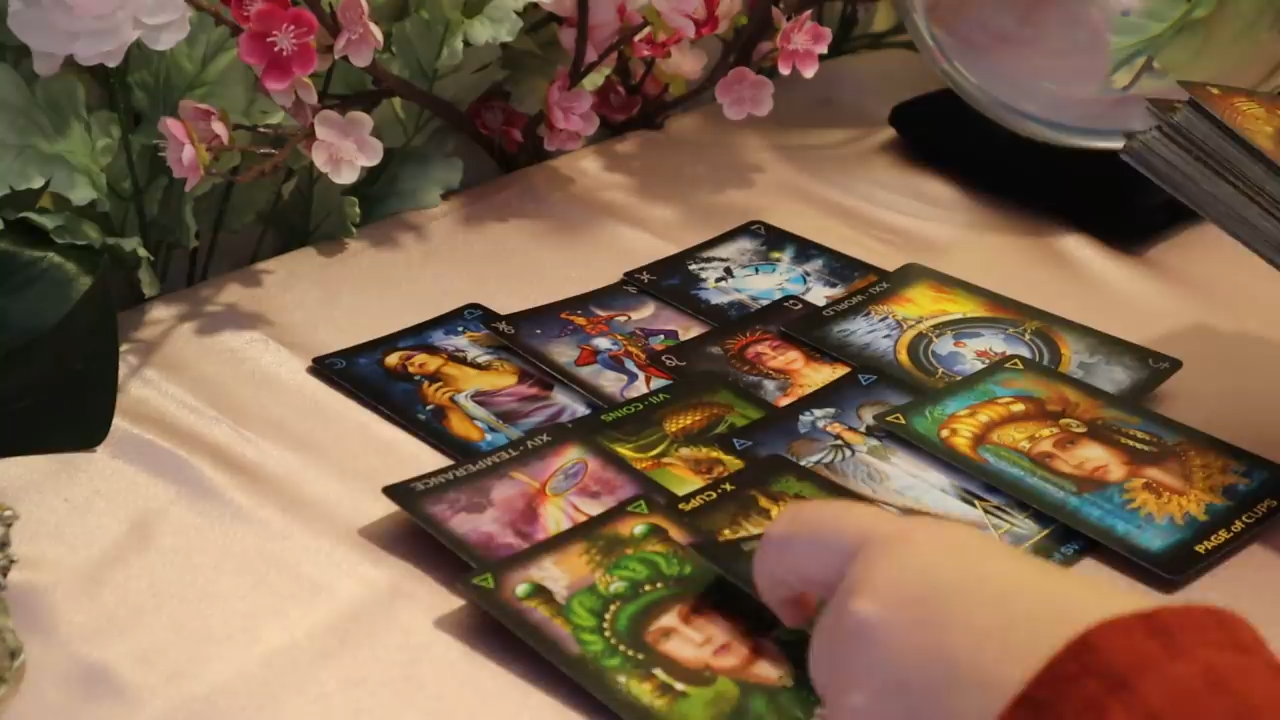 XXI • WORLD
VII • COINS
XIV • TEMPERANCE
X • CUPS
PAGE of CUPS